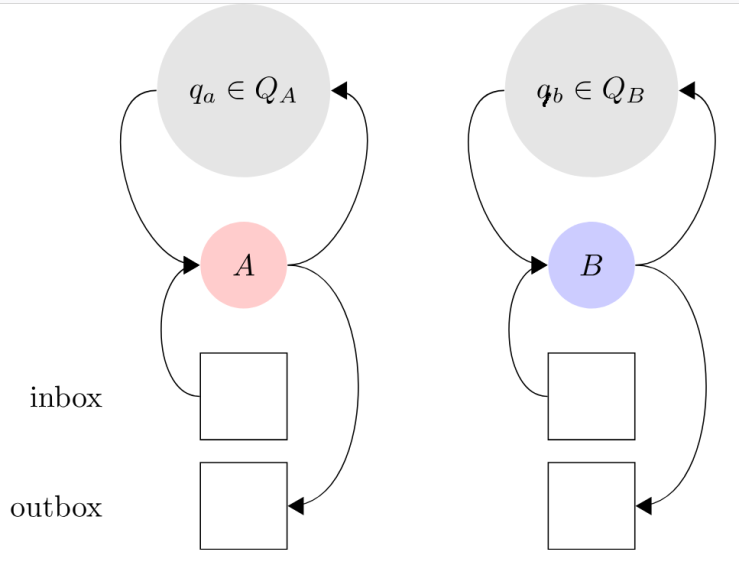 q_a ∈ Q_A
q_b ∈ Q_B
A
B
inbox
outbox